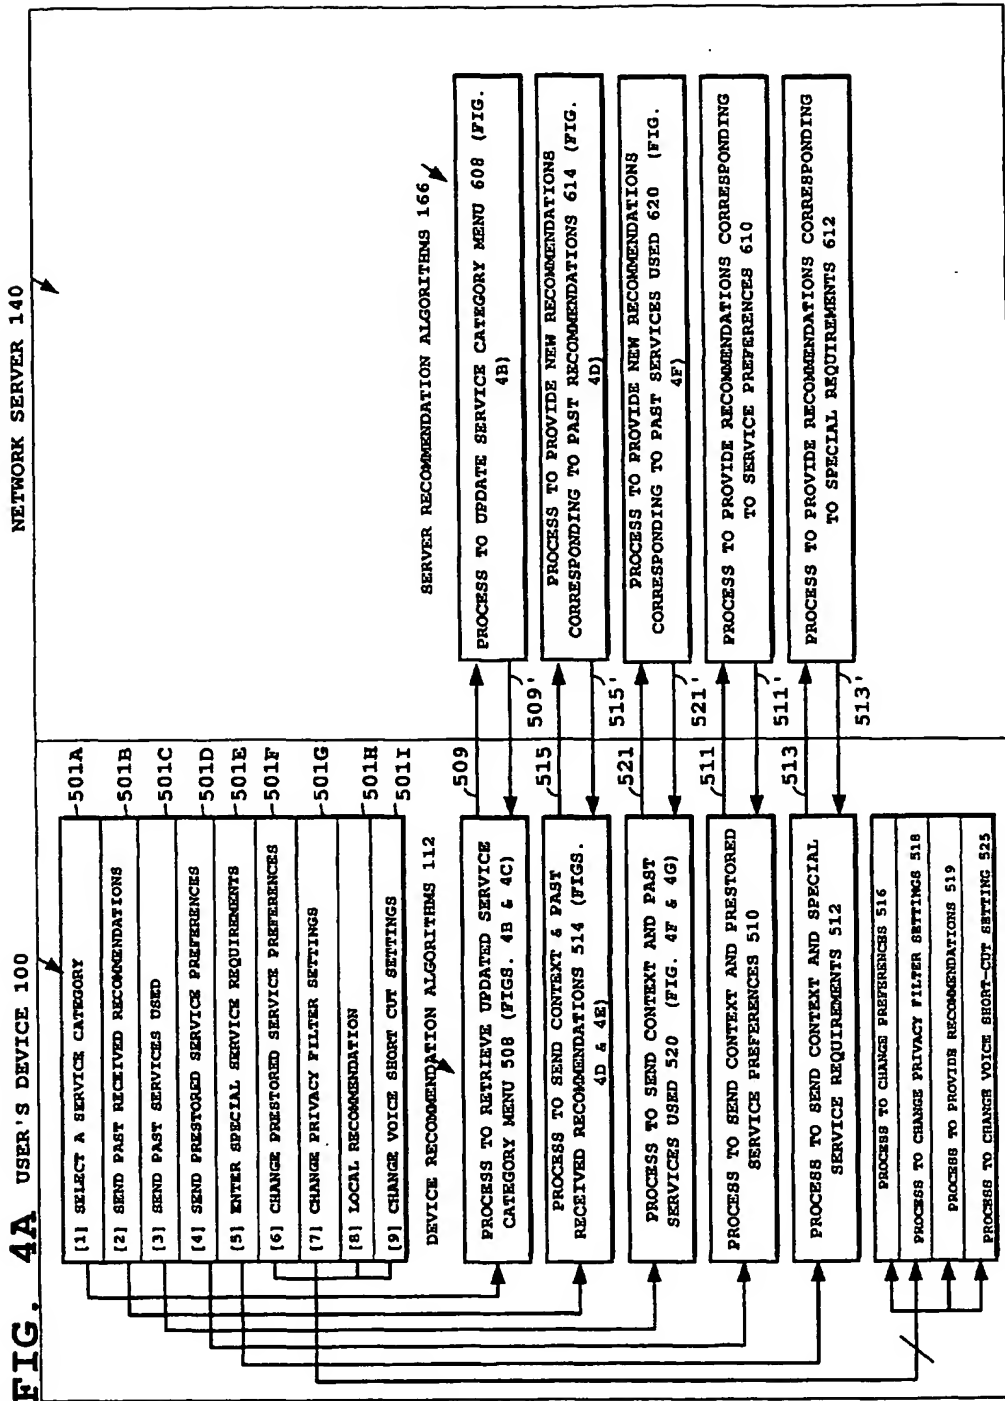 FIG. 4A
USER'S DEVICE 100
NETWORK SERVER 140
[1] SELECT A SERVICE CATEGORY
501A
[2] SEND PAST RECEIVED RECOMMENDATIONS
501B
[3] SEND PAST SERVICES USED
501C
[4] SEND PRESTORED SERVICE PREFERENCES
501D
[5] ENTER SPECIAL SERVICE REQUIREMENTS
501E
[6] CHANGE PRESTORED SERVICE PREFERENCES
501F
[7] CHANGE PRIVACY FILTER SETTINGS
501G
[8] LOCAL RECOMMENDATION
501H
[9] CHANGE VOICE SHORT CUT SETTINGS
501I
DEVICE RECOMMENDATION ALGORITHMS 112
SERVER RECOMMENDATION ALGORITHMS 166
PROCESS TO RETRIEVE UPDATED SERVICE
CATEGORY MENU 508 (FIGS. 4B & 4C)
509
509'
PROCESS TO UPDATE SERVICE CATEGORY MENU 608 (FIG.
4B)
PROCESS TO SEND CONTEXT & PAST
RECEIVED RECOMMENDATIONS 514 (FIGS.
4D & 4E)
515
515'
PROCESS TO PROVIDE NEW RECOMMENDATIONS
CORRESPONDING TO PAST RECOMMENDATIONS 614 (FIG.
4D)
PROCESS TO SEND CONTEXT AND PAST
SERVICES USED 520 (FIG. 4F & 4G)
521
521'
PROCESS TO PROVIDE NEW RECOMMENDATIONS
CORRESPONDING TO PAST SERVICES USED 620 (FIG.
4F)
PROCESS TO SEND CONTEXT AND PRESTORED
SERVICE PREFERENCES 510
511
511'
PROCESS TO PROVIDE RECOMMENDATIONS CORRESPONDING
TO SERVICE PREFERENCES 610
PROCESS TO SEND CONTEXT AND SPECIAL
SERVICE REQUIREMENTS 512
513
513'
PROCESS TO PROVIDE RECOMMENDATIONS CORRESPONDING
TO SPECIAL REQUIREMENTS 612
PROCESS TO CHANGE PREFERENCES 516
PROCESS TO CHANGE PRIVACY FILTER SETTINGS 518
PROCESS TO PROVIDE RECOMMENDATIONS 519
PROCESS TO CHANGE VOICE SHORT-CUT SETTING 525